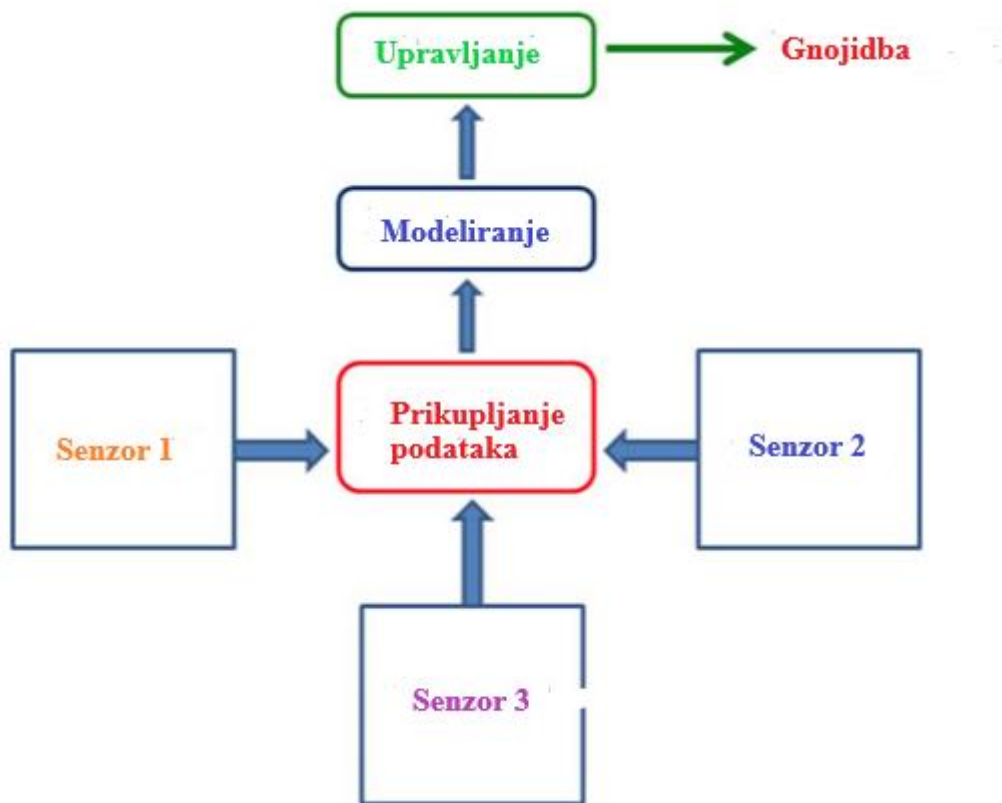 Upravljanje
Gnojidba
Modeliranje
Prikupljanje
podataka
Senzor 1
Senzor 2
Senzor 3